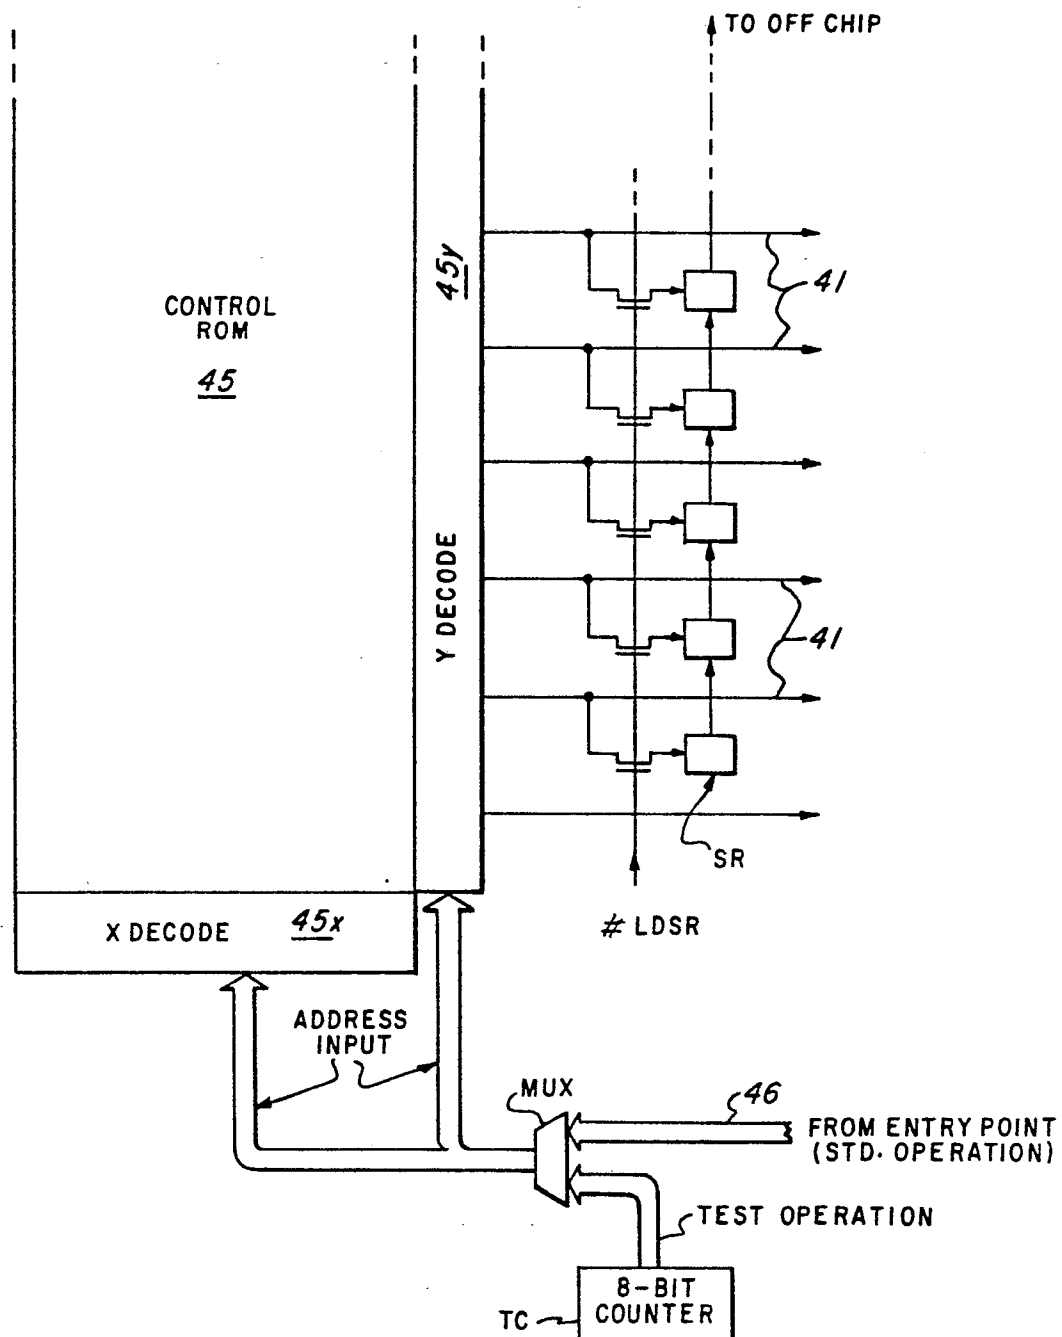 TO OFF CHIP
CONTROL
ROM
45
45y
Y DECODE
41
41
SR
# LDSR
X DECODE 45x
ADDRESS
INPUT
MUX
46
FROM ENTRY POINT
(STD. OPERATION)
TEST OPERATION
8-BIT
COUNTER
TC